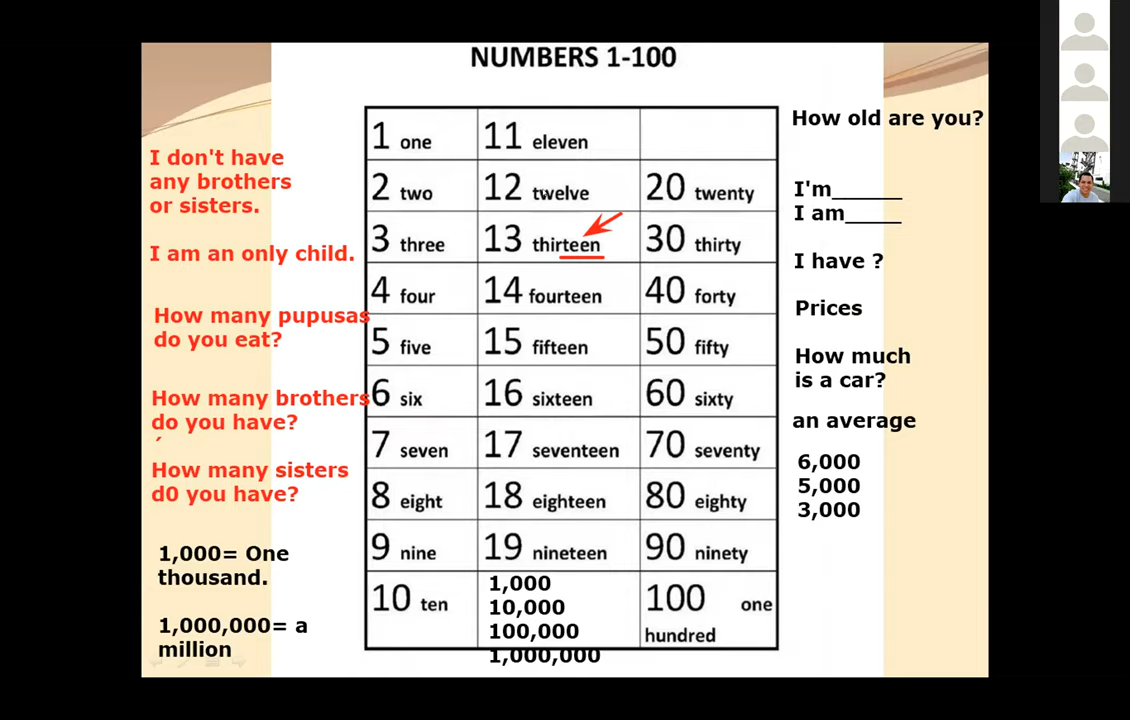 NUMBERS 1-100
I don't have
any brothers
or sisters.
I am an only child.
How many pupusas
do you eat?
How many brothers
do you have?
´
How many sisters
d0 you have?
1,000= One
thousand.
1,000,000= a
million
1 one 11 eleven
2 two 12 twelve 20 twenty
3 three 13 thirteen 30 thirty
4 four 14 fourteen 40 forty
5 five 15 fifteen 50 fifty
6 six 16 sixteen 60 sixty
7 seven 17 seventeen 70 seventy
8 eight 18 eighteen 80 eighty
9 nine 19 nineteen 90 ninety
10 ten
1,000
10,000
100,000
1,000,000
100 one
hundred
How old are you?
I'm_____
I am____
I have ?
Prices
How much
is a car?
an average
6,000
5,000
3,000